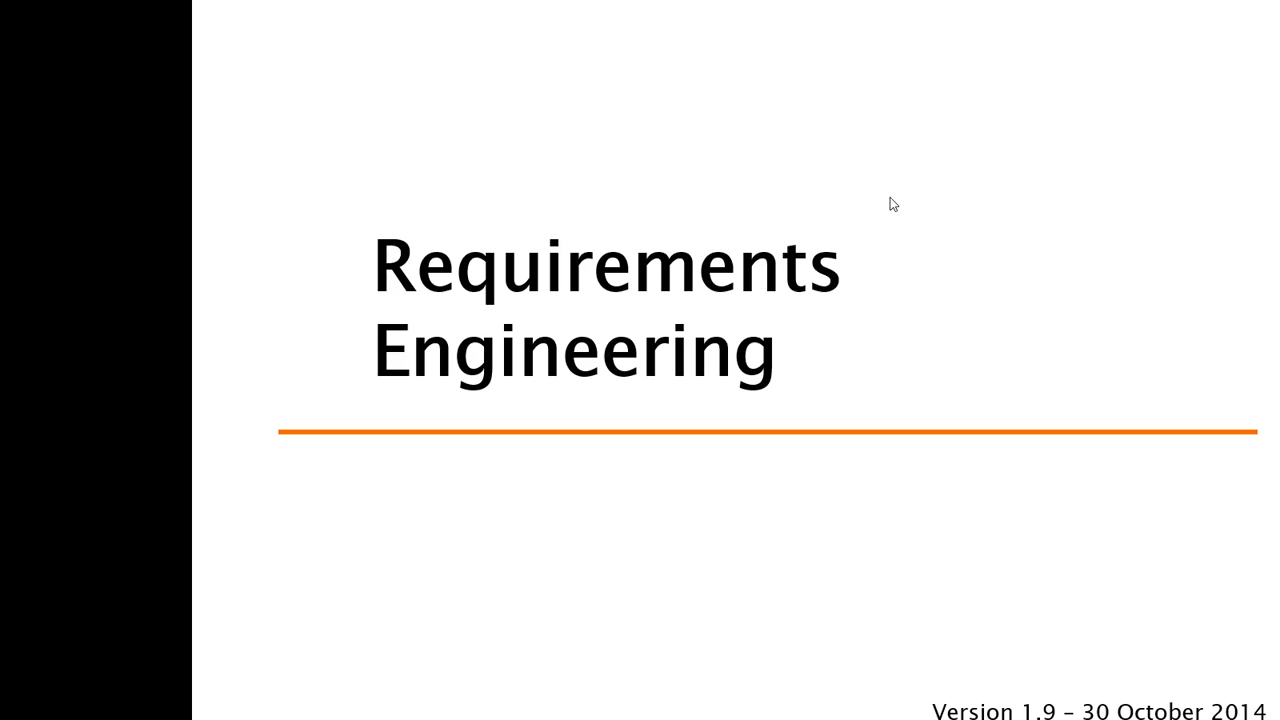 Requirements
Engineering
Version 1.9 – 30 October 2014